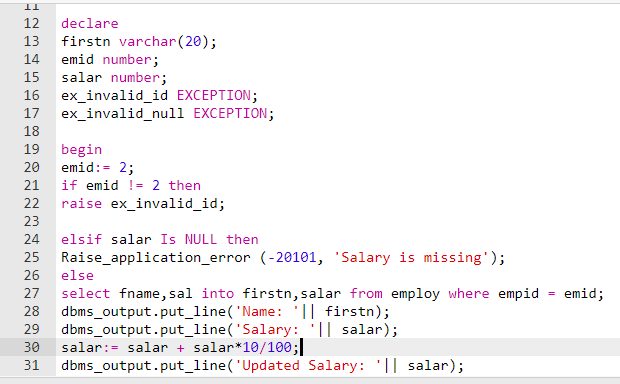 11
12 declare
13 firstn varchar(20);
14 emid number;
15 salar number;
16 ex_invalid_id EXCEPTION;
17 ex_invalid_null EXCEPTION;
18
19 begin
20 emid:= 2;
21 if emid != 2 then
22 raise ex_invalid_id;
23
24 elsif salar Is NULL then
25 Raise_application_error (-20101, 'Salary is missing');
26 else
27 select fname,sal into firstn,salar from employ where empid = emid;
28 dbms_output.put_line('Name: '|| firstn);
29 dbms_output.put_line('Salary: '|| salar);
30 salar:= salar + salar*10/100;
31 dbms_output.put_line('Updated Salary: '|| salar);